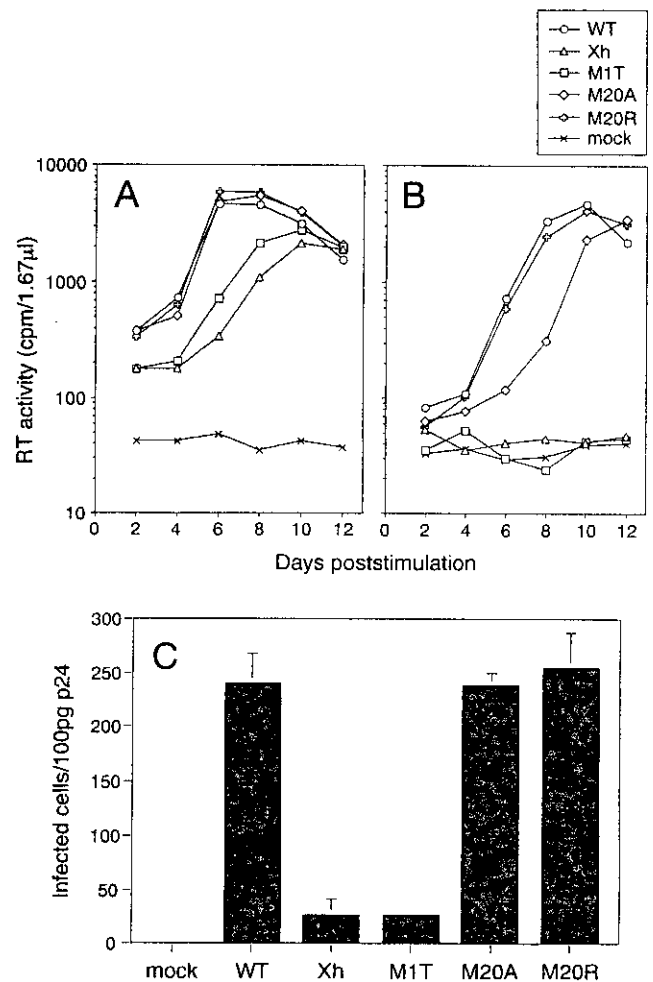 WT
Xh
M1T
M20A
M20R
mock
A
B
10000
1000
100
10
RT activity (cpm/1.67µl)
0 2 4 6 8 10 12
0 2 4 6 8 10 12
Days poststimulation
C
300
250
200
150
100
50
0
Infected cells/100pg p24
mock WT Xh M1T M20A M20R